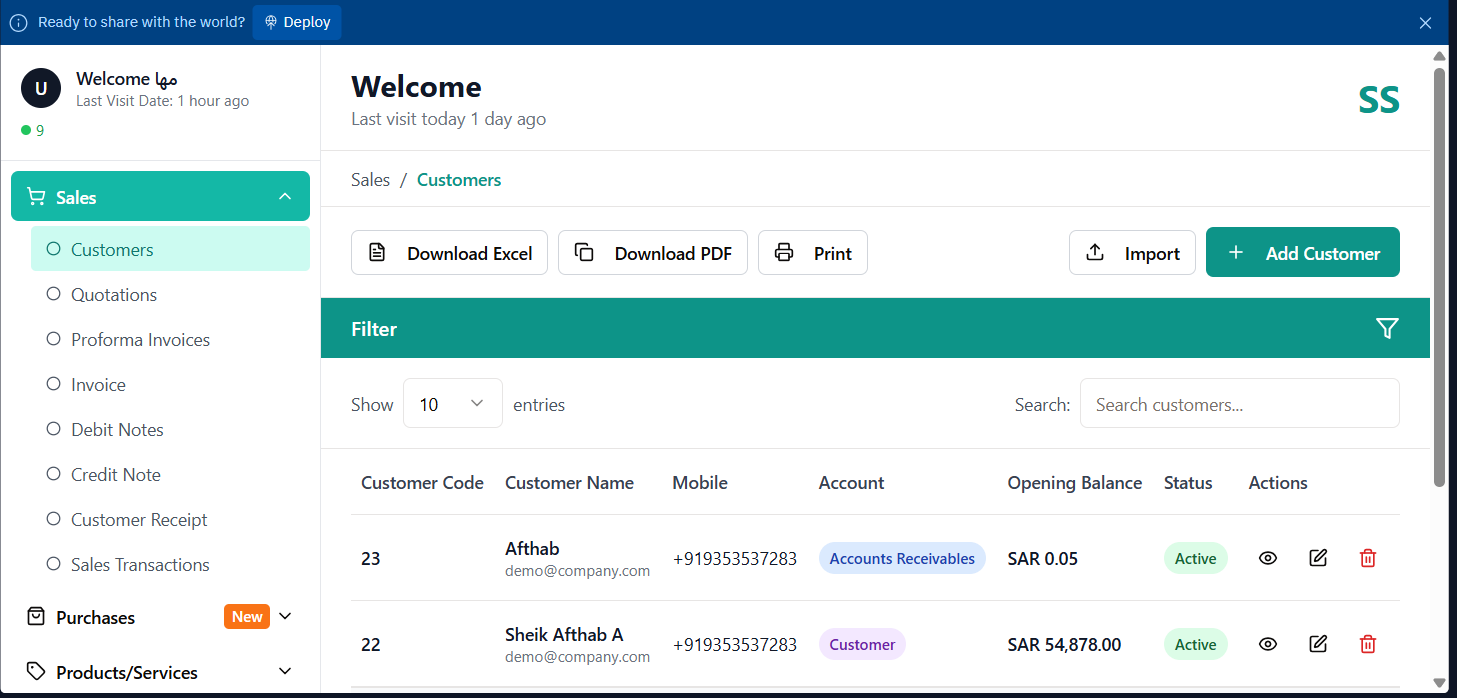 Ready to share with the world? Deploy
U
Welcome مها
Last Visit Date: 1 hour ago
9
Sales
Customers
Quotations
Proforma Invoices
Invoice
Debit Notes
Credit Note
Customer Receipt
Sales Transactions
Purchases New
Products/Services
Welcome
Last visit today 1 day ago
SS
Sales / Customers
Download Excel Download PDF Print Import + Add Customer
Filter
Show 10 entries Search: Search customers...
Customer Code Customer Name Mobile Account Opening Balance Status Actions
23 Afthab +919353537283 Accounts Receivables SAR 0.05 Active
demo@company.com
22 Sheik Afthab A +919353537283 Customer SAR 54,878.00 Active
demo@company.com